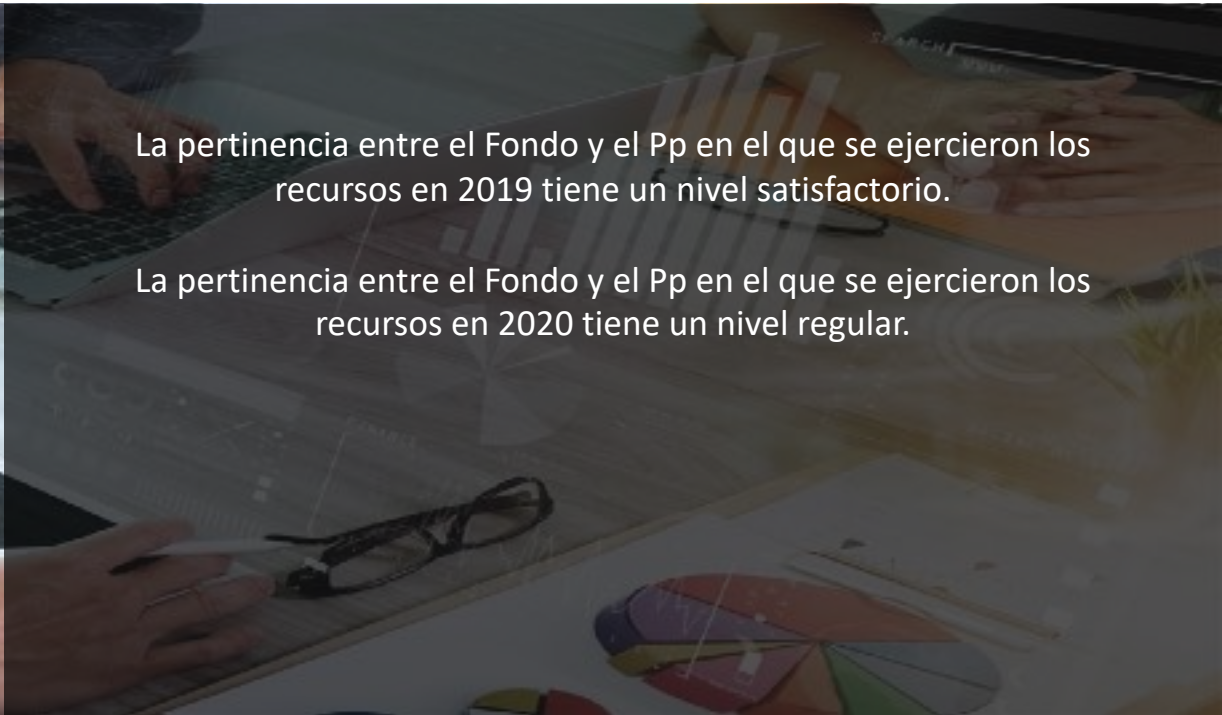 La pertinencia entre el Fondo y el Pp en el que se ejercieron los
recursos en 2019 tiene un nivel satisfactorio.
La pertinencia entre el Fondo y el Pp en el que se ejercieron los
recursos en 2020 tiene un nivel regular.